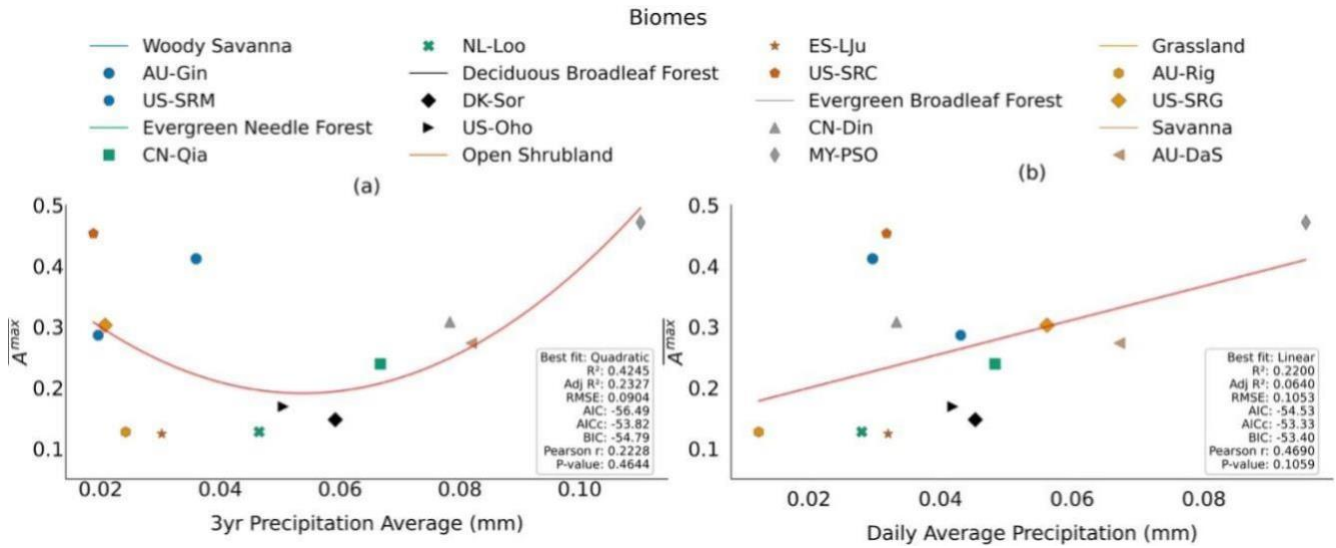 Biomes
Woody Savanna
AU-Gin
US-SRM
Evergreen Needle Forest
CN-Qia
NL-Loo
Deciduous Broadleaf Forest
DK-Sor
US-Oho
Open Shrubland
ES-LJu
US-SRC
Evergreen Broadleaf Forest
CN-Din
MY-PSO
Grassland
AU-Rig
US-SRG
Savanna
AU-DaS
(a)
0.5
0.4
0.3
0.2
0.1
A^max
Best fit: Quadratic
R²: 0.4245
Adj R²: 0.2327
RMSE: 0.0904
AIC: -56.49
AICc: -53.82
BIC: -54.79
Pearson r: 0.2228
P-value: 0.4644
0.02 0.04 0.06 0.08 0.10
3yr Precipitation Average (mm)
(b)
0.5
0.4
0.3
0.2
0.1
A^max
Best fit: Linear
R²: 0.2200
Adj R²: 0.0640
RMSE: 0.1053
AIC: -54.53
AICc: -53.33
BIC: -53.40
Pearson r: 0.4690
P-value: 0.1059
0.02 0.04 0.06 0.08
Daily Average Precipitation (mm)